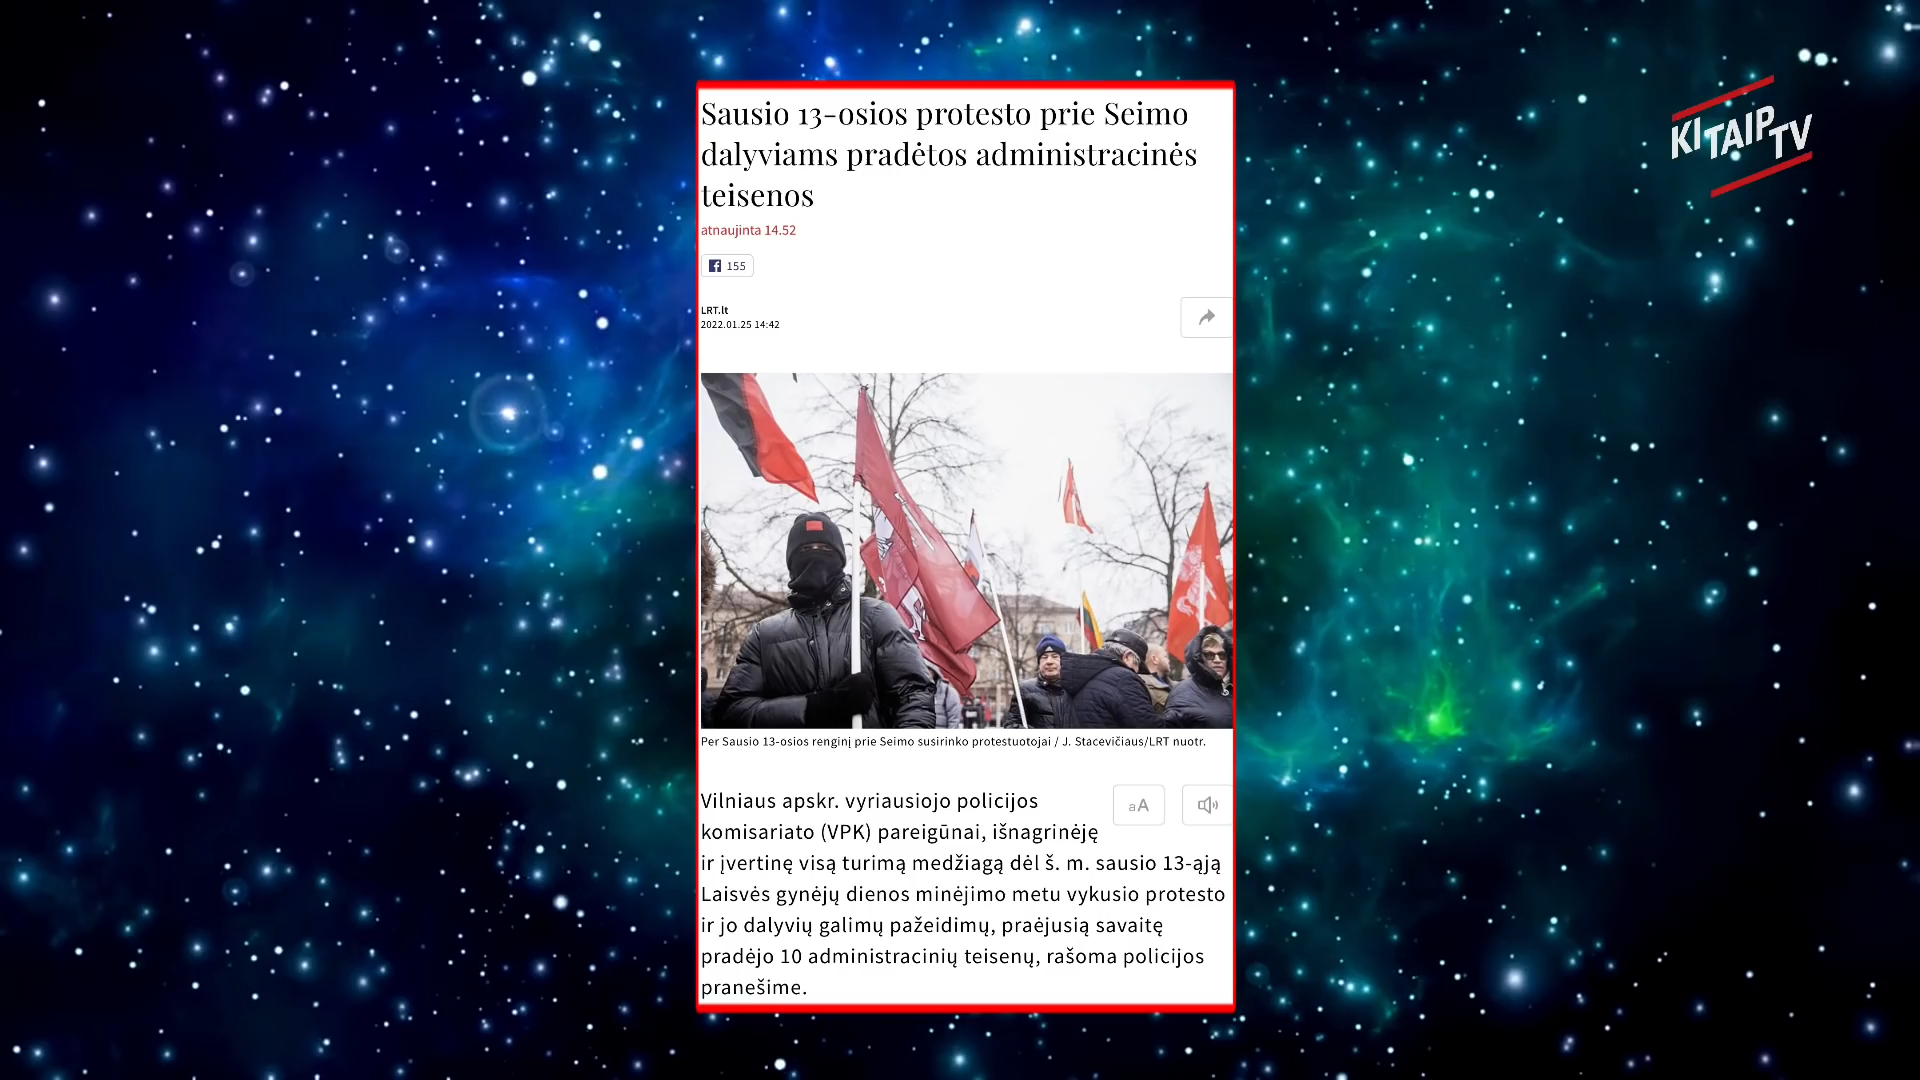 Sausio 13-osios protesto prie Seimo
dalyviams pradėtos administracinės
teisenos
atnaujinta 14.52
155
LRT.lt
2022.01.25 14:42
KITAIP TV
Per Sausio 13-osios renginį prie Seimo susirinko protestuotojai / J. Stacevičiaus/LRT nuotr.
aA
Vilniaus apskr. vyriausiojo policijos
komisariato (VPK) pareigūnai, išnagrinėję
ir įvertinę visą turimą medžiagą dėl š. m. sausio 13-ąją
Laisvės gynėjų dienos minėjimo metu vykusio protesto
ir jo dalyvių galimų pažeidimų, praėjusią savaitę
pradėjo 10 administracinių teisenų, rašoma policijos
pranešime.